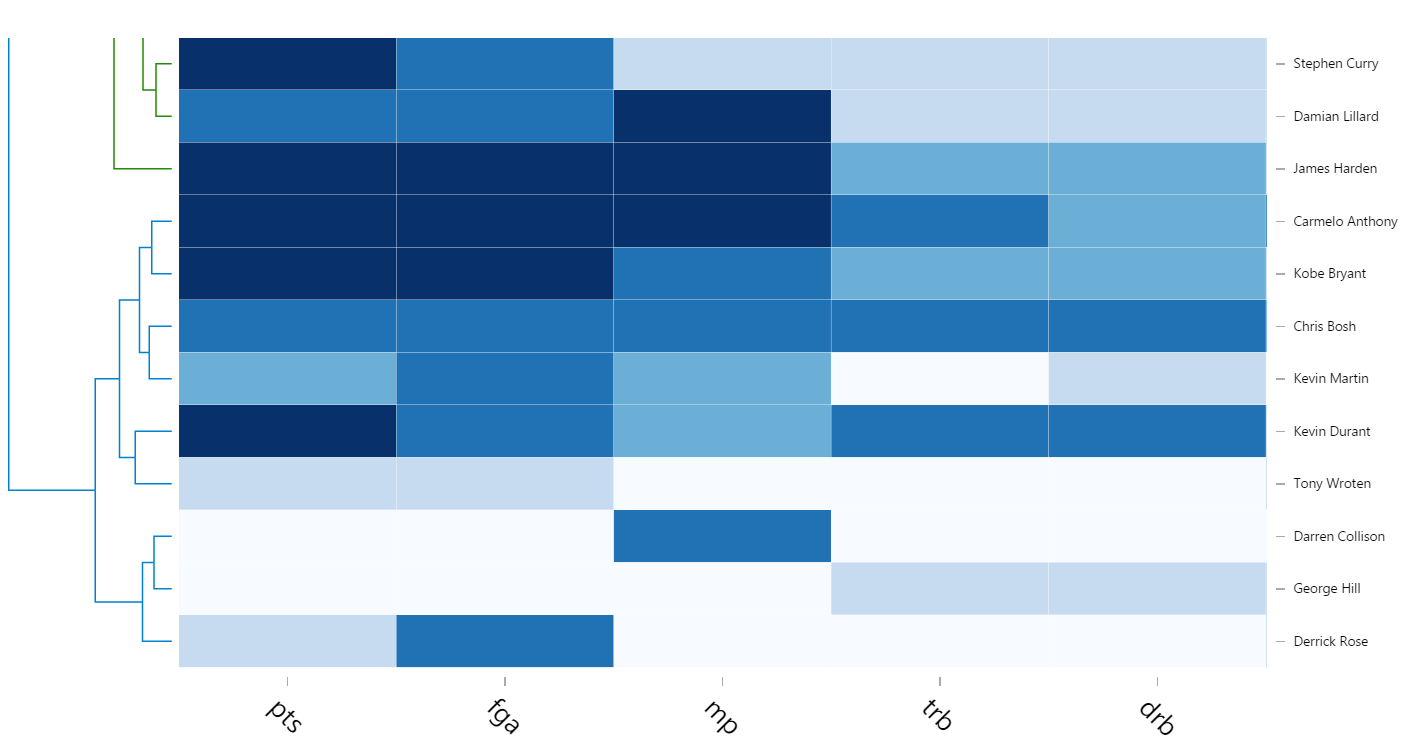 Stephen Curry
Damian Lillard
James Harden
Carmelo Anthony
Kobe Bryant
Chris Bosh
Kevin Martin
Kevin Durant
Tony Wroten
Darren Collison
George Hill
Derrick Rose
pts fga mp trb drb